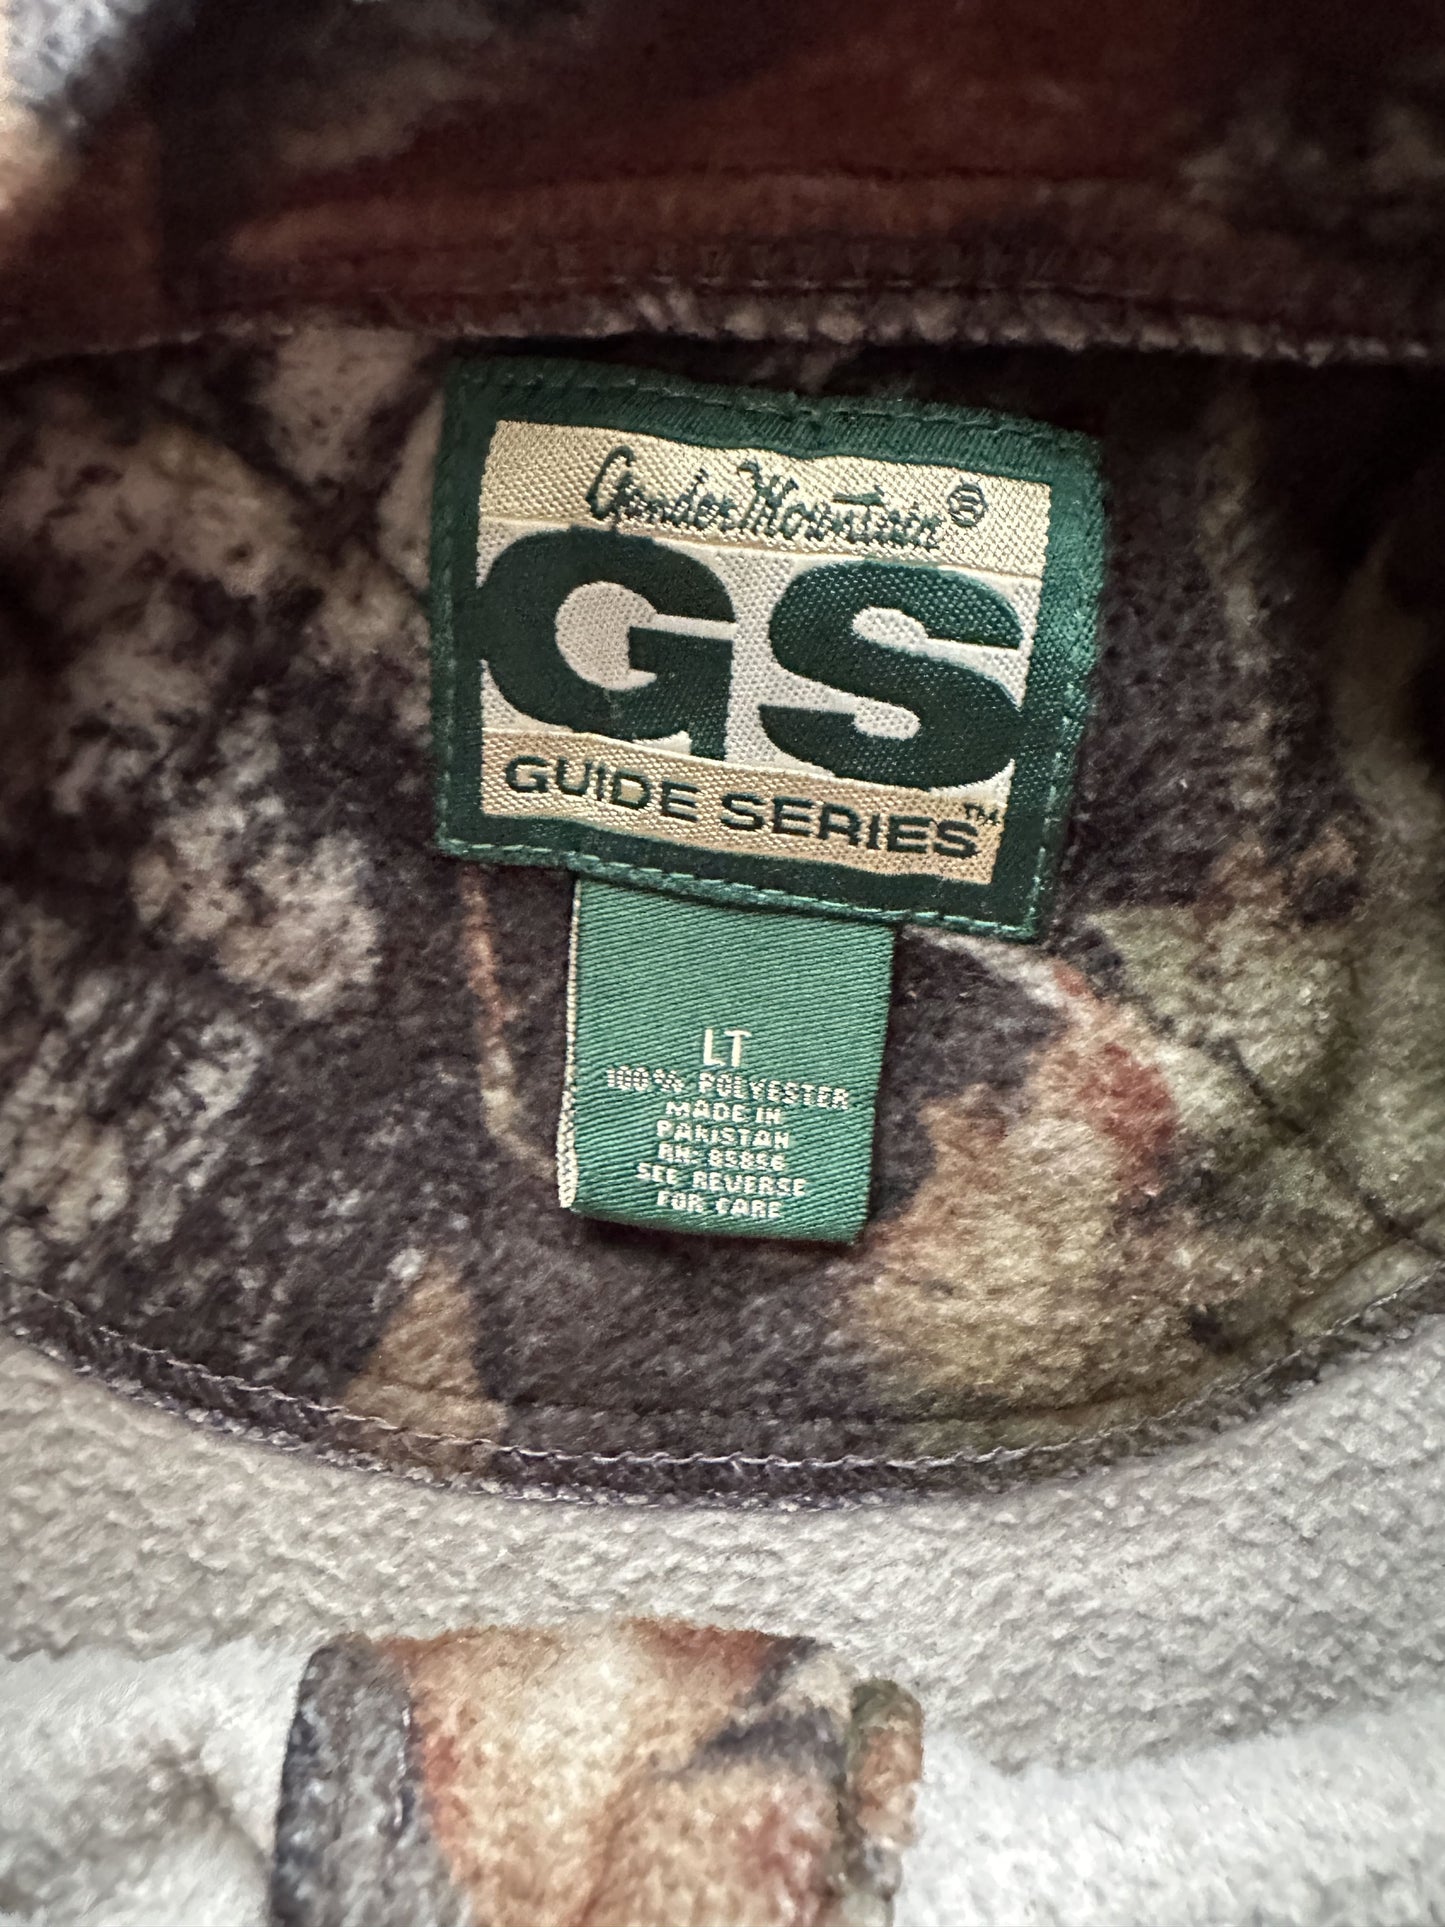 Gander Mountain®
GS
GUIDE SERIES™
LT
100% POLYESTER
MADE IN
PAKISTAN
RN: 85856
SEE REVERSE
FOR CARE